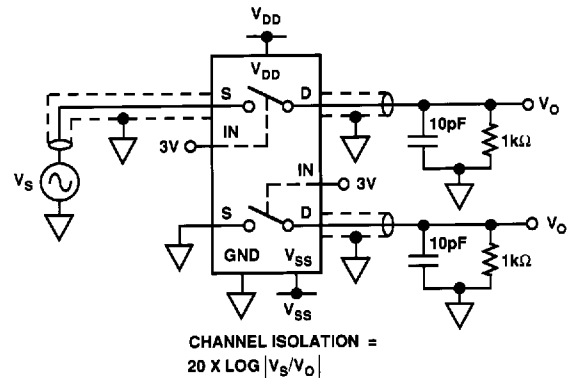 VDD
VDD
S D
IN
3V
VS
VO
10pF
1kΩ
IN
3V
S D
GND VSS
VSS
VO
10pF
1kΩ
CHANNEL ISOLATION =
20 X LOG |VS/VO|